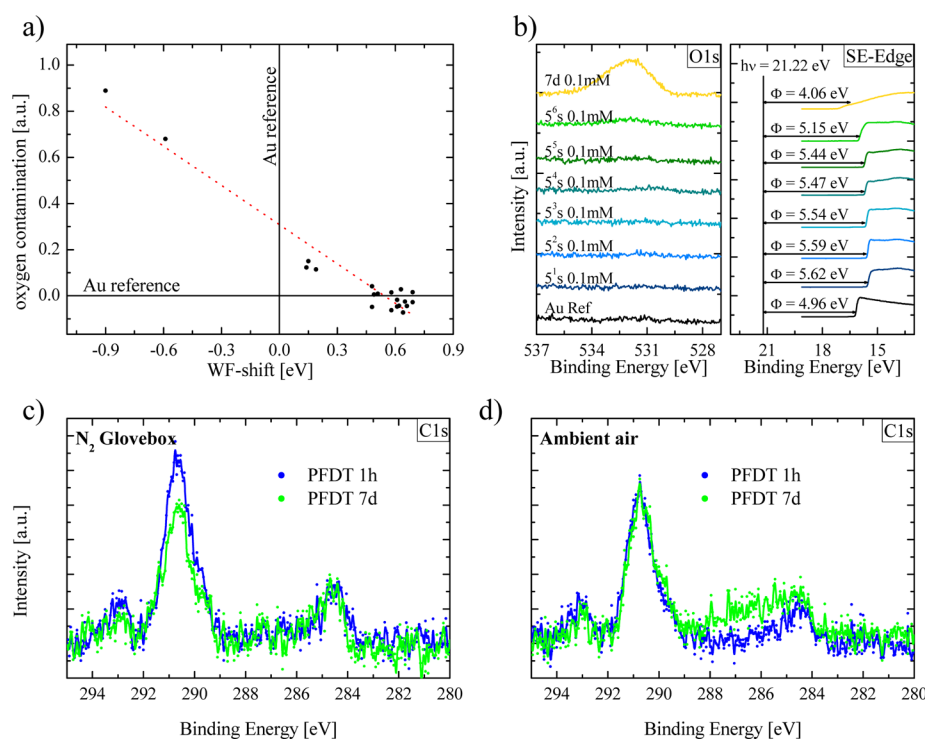 a)
oxygen contamination [a.u.]
1.0
0.8
0.6
0.4
0.2
0.0
Au reference
Au reference
-0.9
-0.6
-0.3
0.0
0.3
0.6
0.9
WF-shift [eV]
b)
Intensity [a.u.]
O1s
7d 0.1mM
5⁶s 0.1mM
5⁵s 0.1mM
5⁴s 0.1mM
5³s 0.1mM
5²s 0.1mM
5¹s 0.1mM
Au Ref
537
534
531
528
Binding Energy [eV]
hν = 21.22 eV
SE-Edge
Φ = 4.06 eV
Φ = 5.15 eV
Φ = 5.44 eV
Φ = 5.47 eV
Φ = 5.54 eV
Φ = 5.59 eV
Φ = 5.62 eV
Φ = 4.96 eV
21
18
15
Binding Energy [eV]
c)
Intensity [a.u.]
N₂ Glovebox
C1s
PFDT 1h
PFDT 7d
294
292
290
288
286
284
282
280
Binding Energy [eV]
d)
Ambient air
C1s
PFDT 1h
PFDT 7d
294
292
290
288
286
284
282
280
Binding Energy [eV]